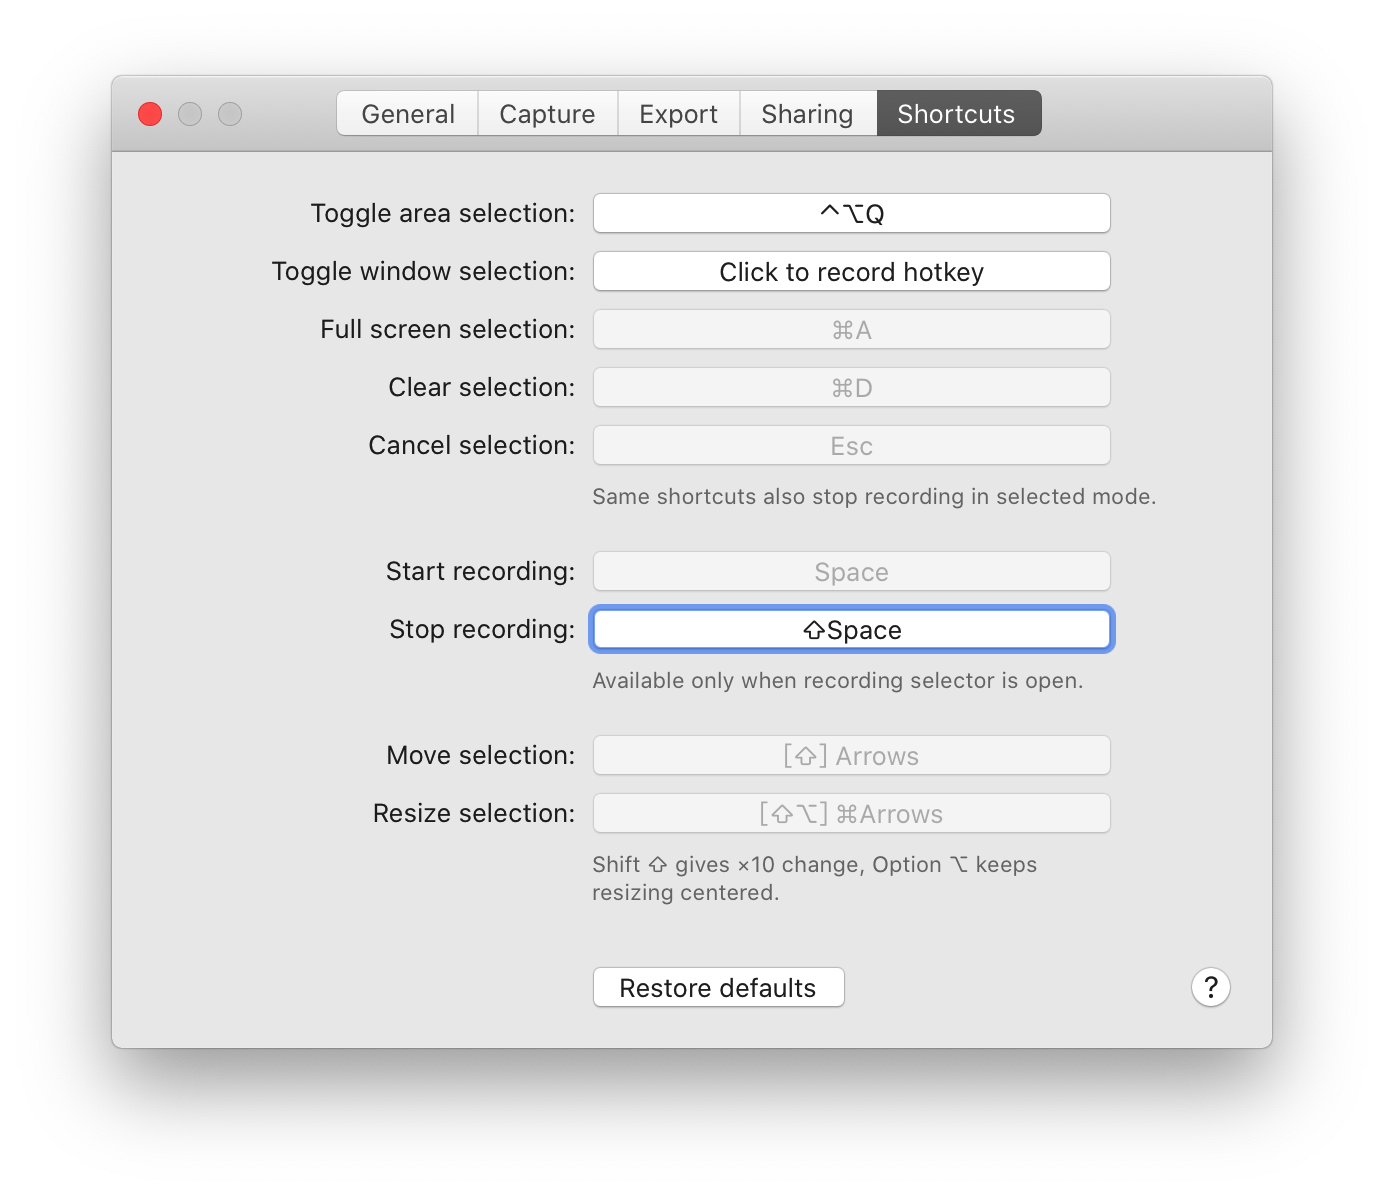 General Capture Export Sharing Shortcuts
Toggle area selection: ^⌥Q
Toggle window selection: Click to record hotkey
Full screen selection: ⌘A
Clear selection: ⌘D
Cancel selection: Esc
Same shortcuts also stop recording in selected mode.
Start recording: Space
Stop recording: ⇧Space
Available only when recording selector is open.
Move selection: [⇧] Arrows
Resize selection: [⇧⌥] ⌘Arrows
Shift ⇧ gives ×10 change, Option ⌥ keeps
resizing centered.
Restore defaults ?